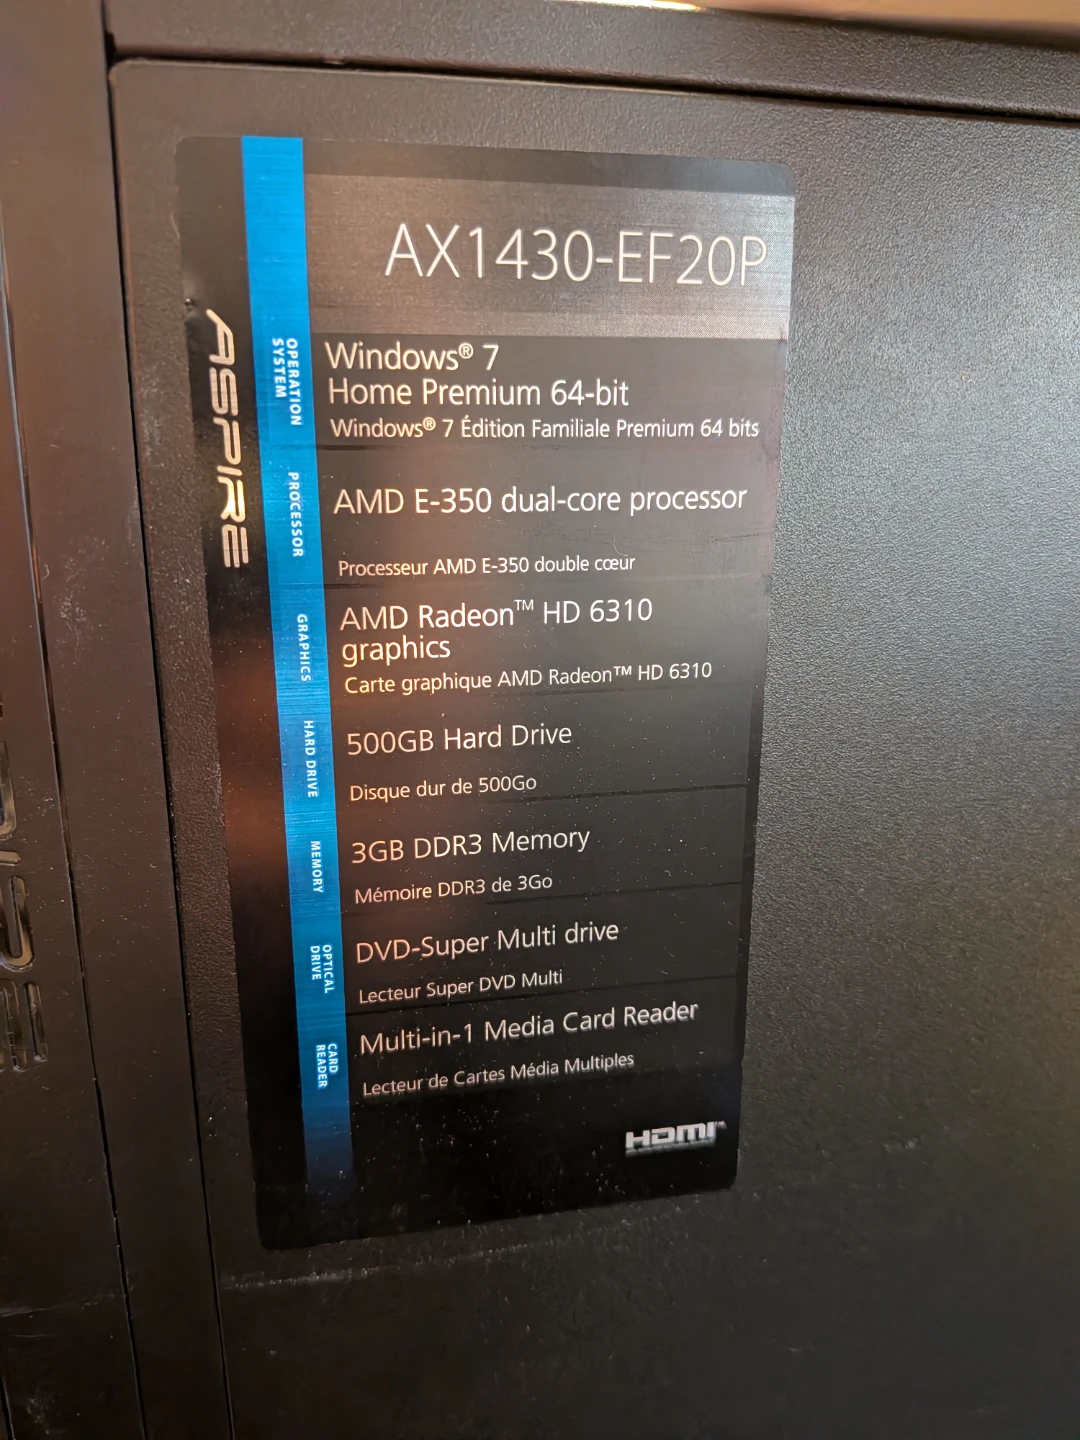 AX1430-EF20P
ASPIRE
OPERATION
SYSTEM
Windows® 7
Home Premium 64-bit
Windows® 7 Édition Familiale Premium 64 bits
PROCESSOR
AMD E-350 dual-core processor
Processeur AMD E-350 double cœur
GRAPHICS
AMD Radeon™ HD 6310
graphics
Carte graphique AMD Radeon™ HD 6310
HARD DRIVE
500GB Hard Drive
Disque dur de 500Go
MEMORY
3GB DDR3 Memory
Mémoire DDR3 de 3Go
OPTICAL
DRIVE
DVD-Super Multi drive
Lecteur Super DVD Multi
CARD
READER
Multi-in-1 Media Card Reader
Lecteur de Cartes Média Multiples
HDMI™